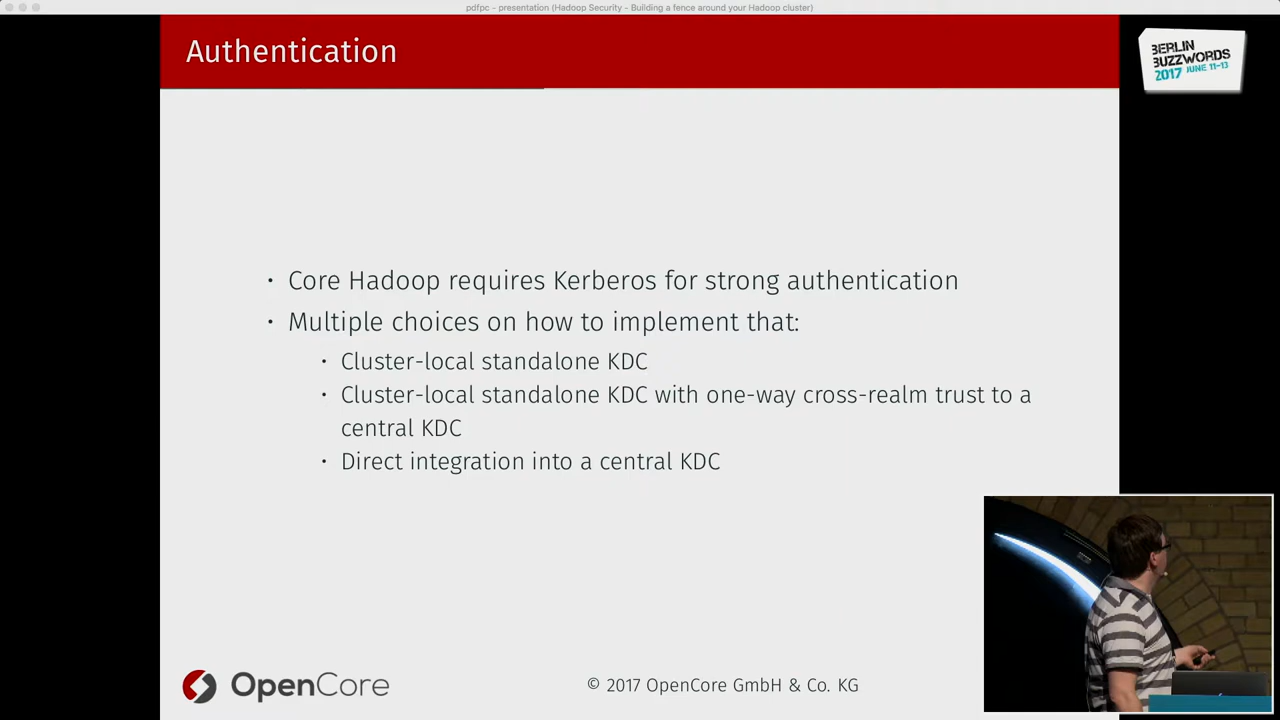 pdfpc - presentation (Hadoop Security - Building a fence around your Hadoop cluster)
Authentication
BERLIN
BUZZWORDS
2017 JUNE 11-13
• Core Hadoop requires Kerberos for strong authentication
• Multiple choices on how to implement that:
• Cluster-local standalone KDC
• Cluster-local standalone KDC with one-way cross-realm trust to a
central KDC
• Direct integration into a central KDC
OpenCore
© 2017 OpenCore GmbH & Co. KG